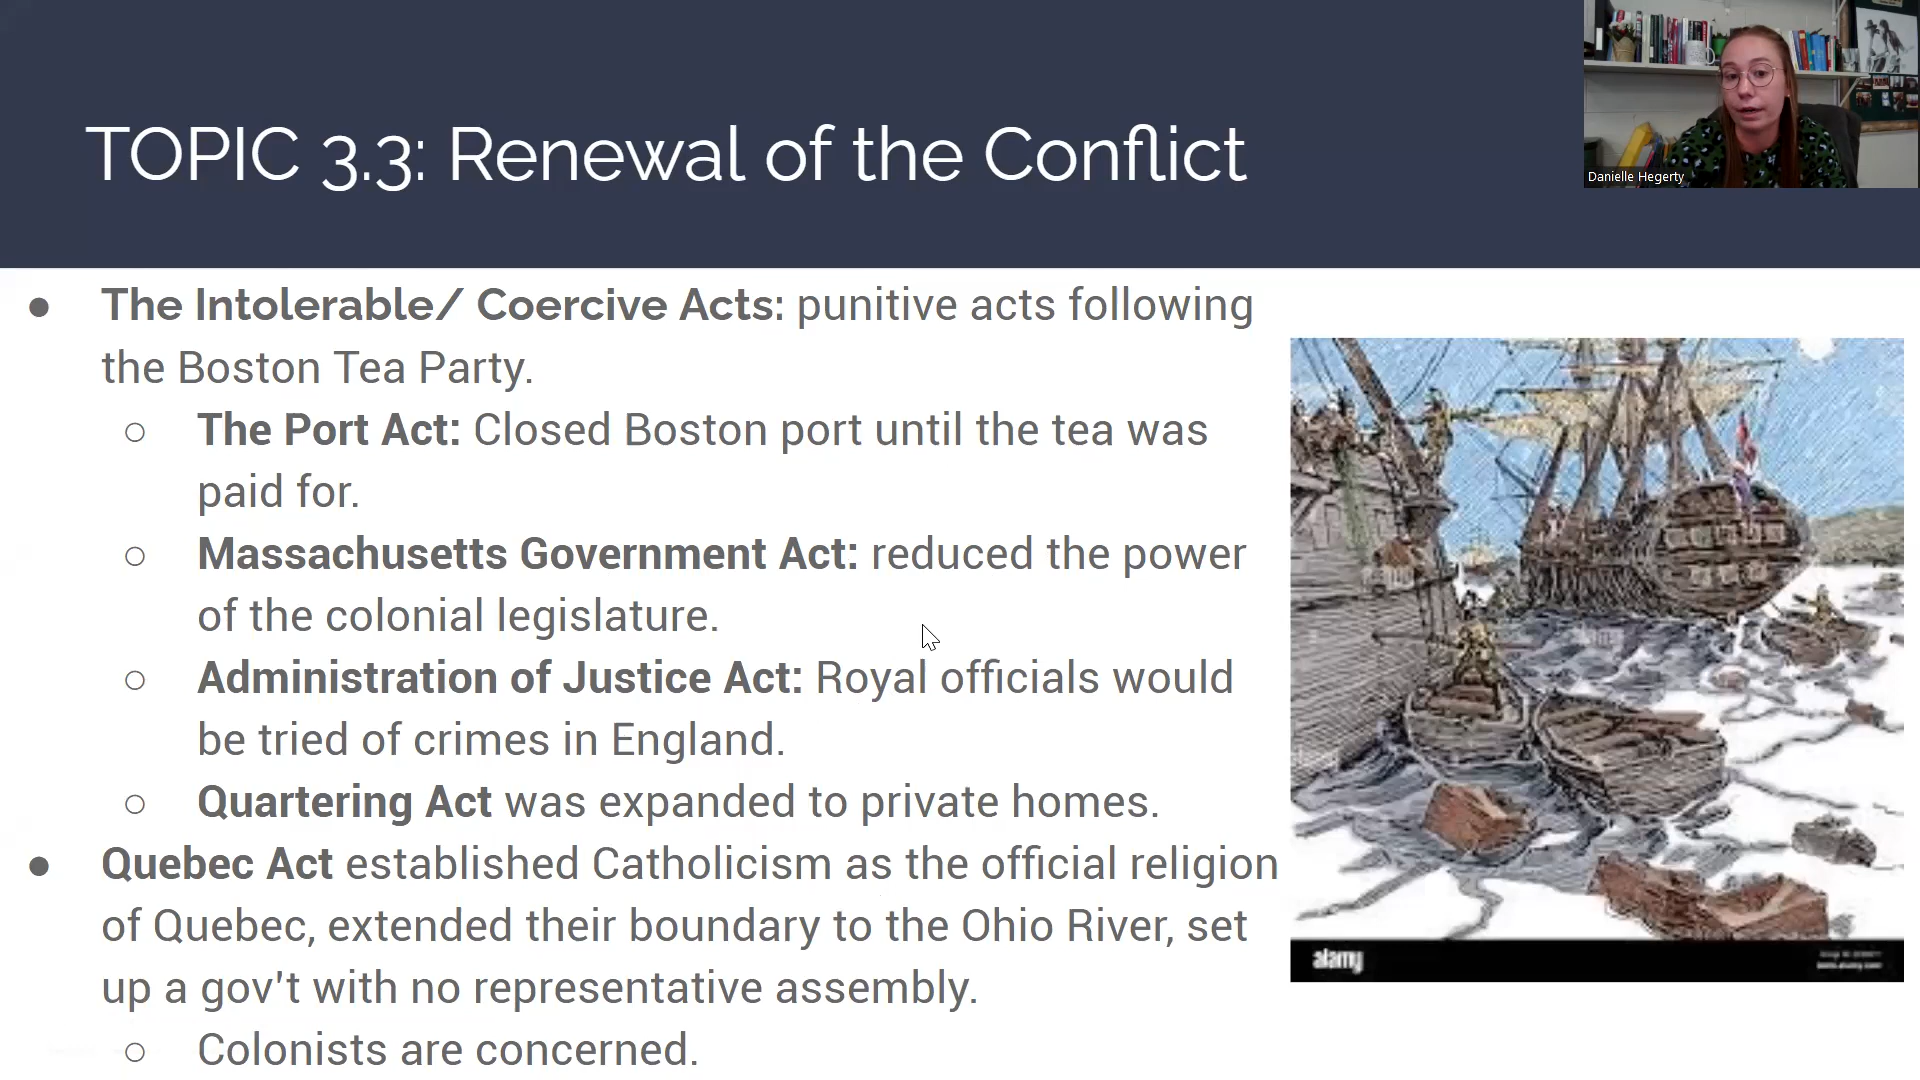 TOPIC 3.3: Renewal of the Conflict
Danielle Hegerty
● The Intolerable/ Coercive Acts: punitive acts following
the Boston Tea Party.
○ The Port Act: Closed Boston port until the tea was
paid for.
○ Massachusetts Government Act: reduced the power
of the colonial legislature.
○ Administration of Justice Act: Royal officials would
be tried of crimes in England.
○ Quartering Act was expanded to private homes.
● Quebec Act established Catholicism as the official religion
of Quebec, extended their boundary to the Ohio River, set
up a gov't with no representative assembly.
○ Colonists are concerned.
alamy